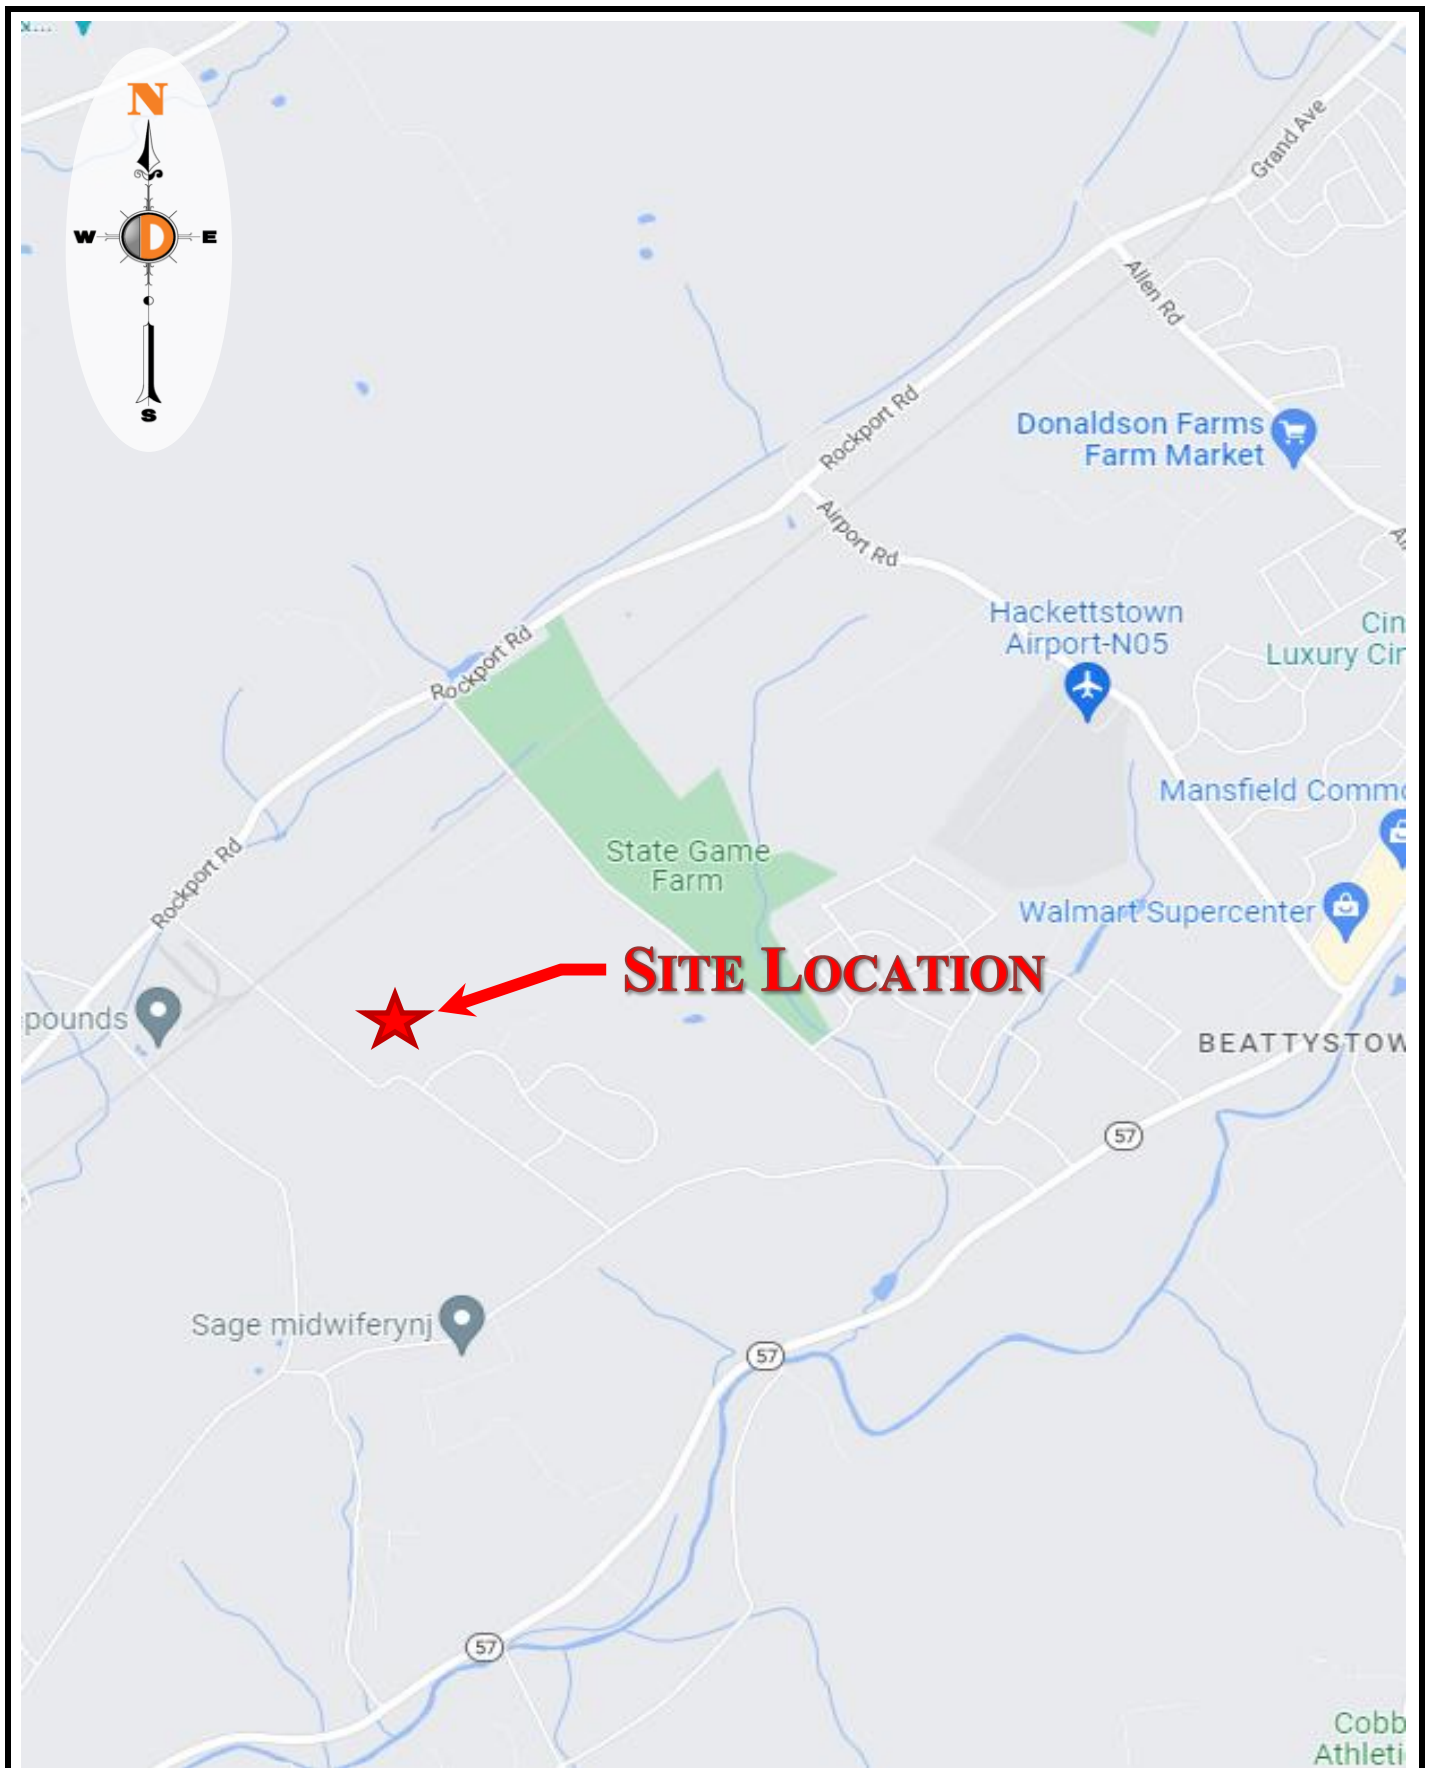 N
W
D
E
S
Grand Ave
Allen Rd
Rockport Rd
Donaldson Farms
Farm Market
Airport Rd
Hackettstown
Airport-N05
Cin
Luxury Cir
Rockport Rd
Mansfield Comm
State Game
Farm
Rockport Rd
Walmart Supercenter
SITE LOCATION
pounds
BEATTYSTOW
57
Sage midwiferynj
57
57
Cobb
Athleti